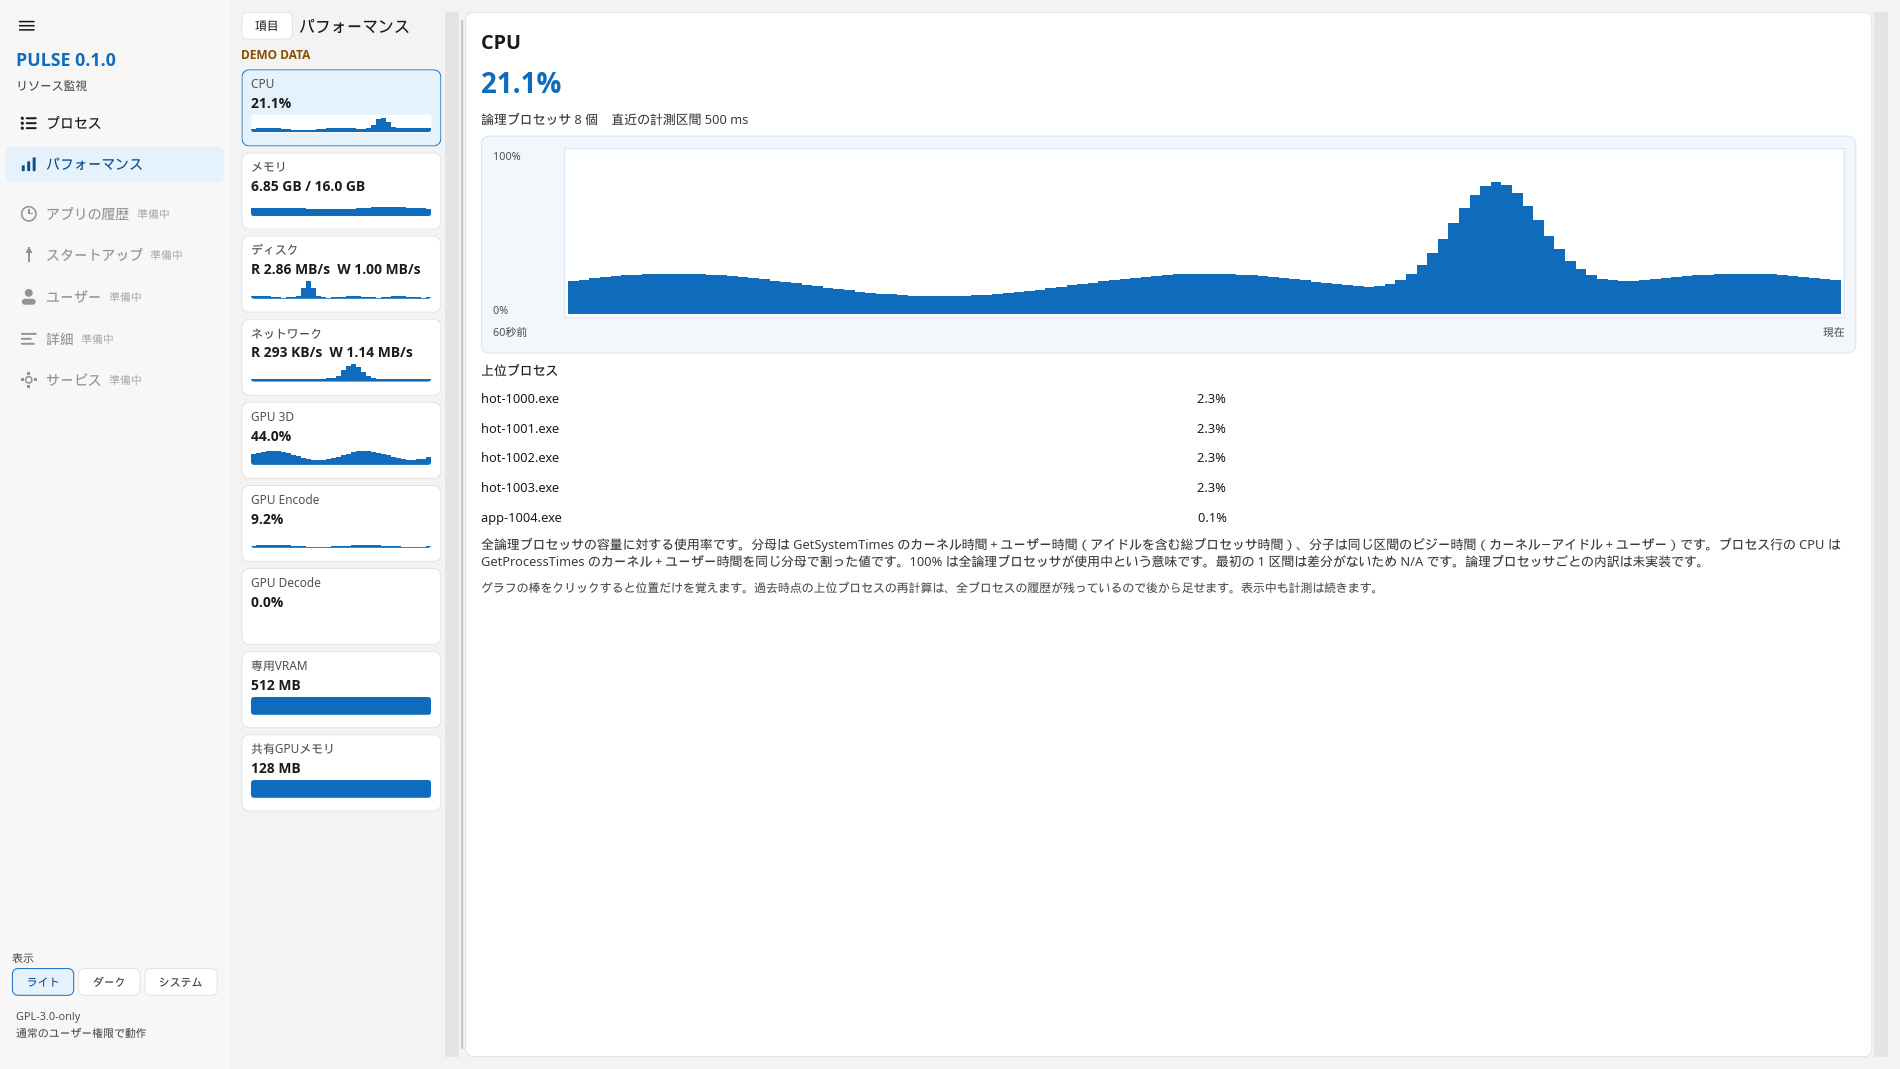 PULSE 0.1.0
リソース監視
プロセス
パフォーマンス
アプリの履歴 準備中
スタートアップ 準備中
ユーザー 準備中
詳細 準備中
サービス 準備中
表示
ライト ダーク システム
GPL-3.0-only
通常のユーザー権限で動作
項目 パフォーマンス
DEMO DATA
CPU
21.1%
メモリ
6.85 GB / 16.0 GB
ディスク
R 2.86 MB/s W 1.00 MB/s
ネットワーク
R 293 KB/s W 1.14 MB/s
GPU 3D
44.0%
GPU Encode
9.2%
GPU Decode
0.0%
専用VRAM
512 MB
共有GPUメモリ
128 MB
CPU
21.1%
論理プロセッサ 8 個　直近の計測区間 500 ms
100%
0%
60秒前 現在
上位プロセス
hot-1000.exe 2.3%
hot-1001.exe 2.3%
hot-1002.exe 2.3%
hot-1003.exe 2.3%
app-1004.exe 0.1%
全論理プロセッサの容量に対する使用率です。分母は GetSystemTimes のカーネル時間 + ユーザー時間 ( アイドルを含む総プロセッサ時間 ) 、分子は同じ区間のビジー時間 ( カーネル−アイドル + ユーザー ) です。プロセス行の CPU は
GetProcessTimes のカーネル + ユーザー時間を同じ分母で割った値です。100% は全論理プロセッサが使用中という意味です。最初の 1 区間は差分がないため N/A です。論理プロセッサごとの内訳は未実装です。
グラフの棒をクリックすると位置だけを覚えます。過去時点の上位プロセスの再計算は、全プロセスの履歴が残っているので後から足せます。表示中も計測は続きます。